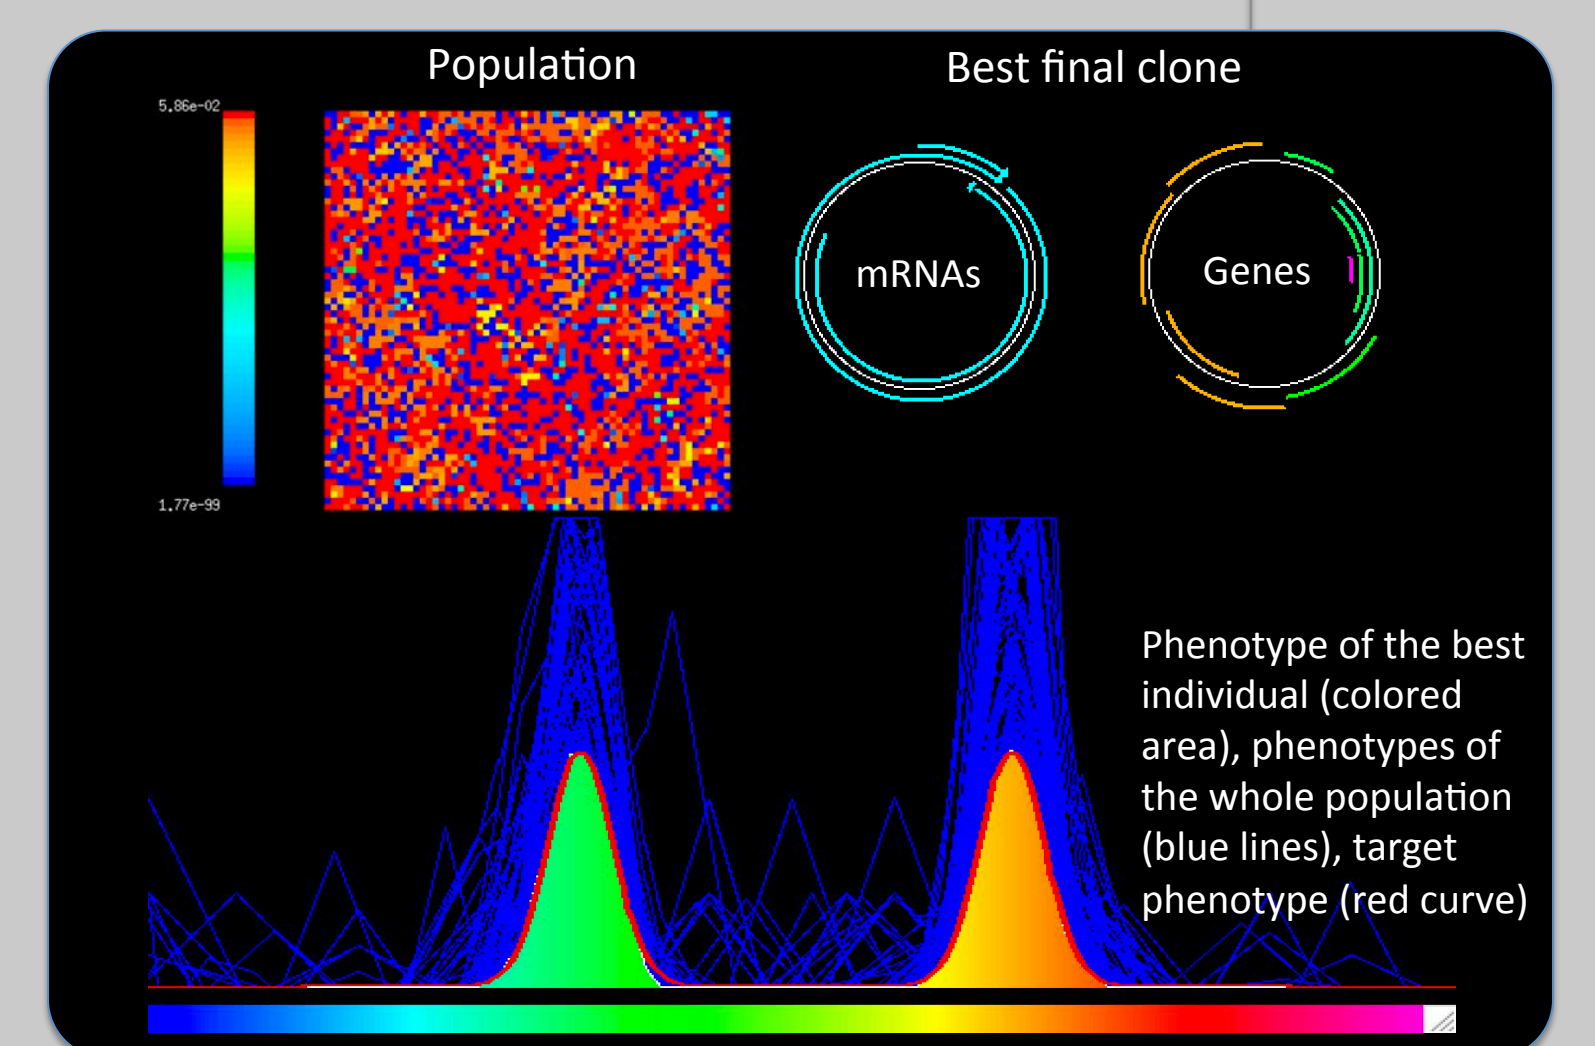 Population
Best final clone
5.86e-02
1.77e-99
mRNAs
Genes
Phenotype of the best
individual (colored
area), phenotypes of
the whole population
(blue lines), target
phenotype (red curve)